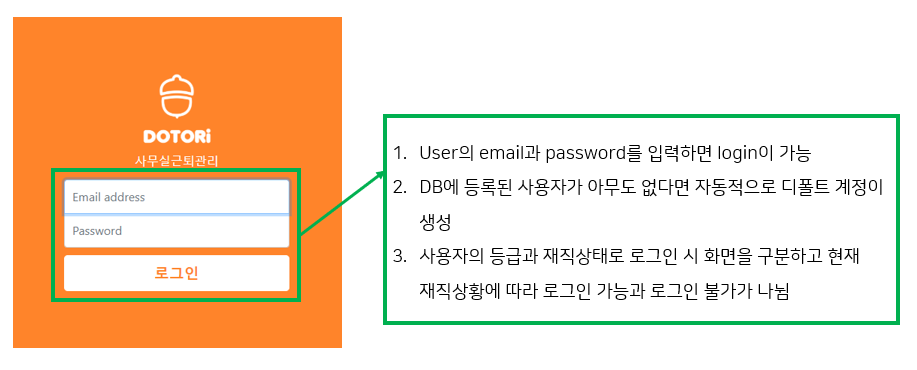 DOTORi
사무실근퇴관리
Email address
Password
로그인
1. User의 email과 password를 입력하면 login이 가능
2. DB에 등록된 사용자가 아무도 없다면 자동적으로 디폴트 계정이
생성
3. 사용자의 등급과 재직상태로 로그인 시 화면을 구분하고 현재
재직상황에 따라 로그인 가능과 로그인 불가가 나뉨